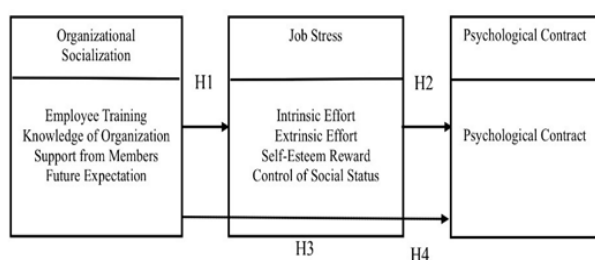 Organizational
Socialization
Employee Training
Knowledge of Organization
Support from Members
Future Expectation
H1
Job Stress
Intrinsic Effort
Extrinsic Effort
Self-Esteem Reward
Control of Social Status
H2
Psychological Contract
Psychological Contract
H3
H4